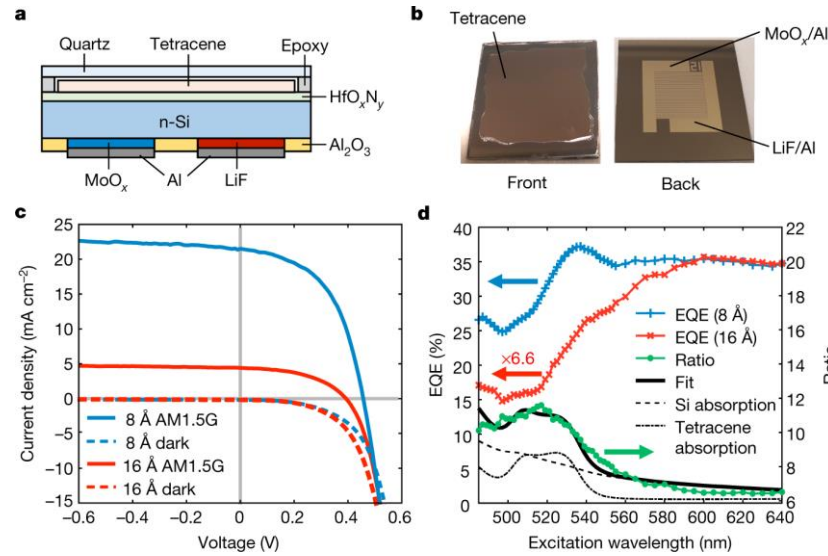 a
Quartz
Tetracene
Epoxy
HfOxNy
n-Si
Al2O3
MoOx
Al
LiF
b
Tetracene
MoOx/Al
LiF/Al
Front
Back
c
25
20
15
10
5
0
−5
−10
−15
Current density (mA cm−2)
8 Å AM1.5G
8 Å dark
16 Å AM1.5G
16 Å dark
−0.6
−0.4
−0.2
0
0.2
0.4
0.6
Voltage (V)
d
40
35
30
25
20
15
10
5
0
EQE (%)
×6.6
EQE (8 Å)
EQE (16 Å)
Ratio
Fit
Si absorption
Tetracene
absorption
22
20
18
16
14
12
10
8
6
500
520
540
560
580
600
620
640
Excitation wavelength (nm)